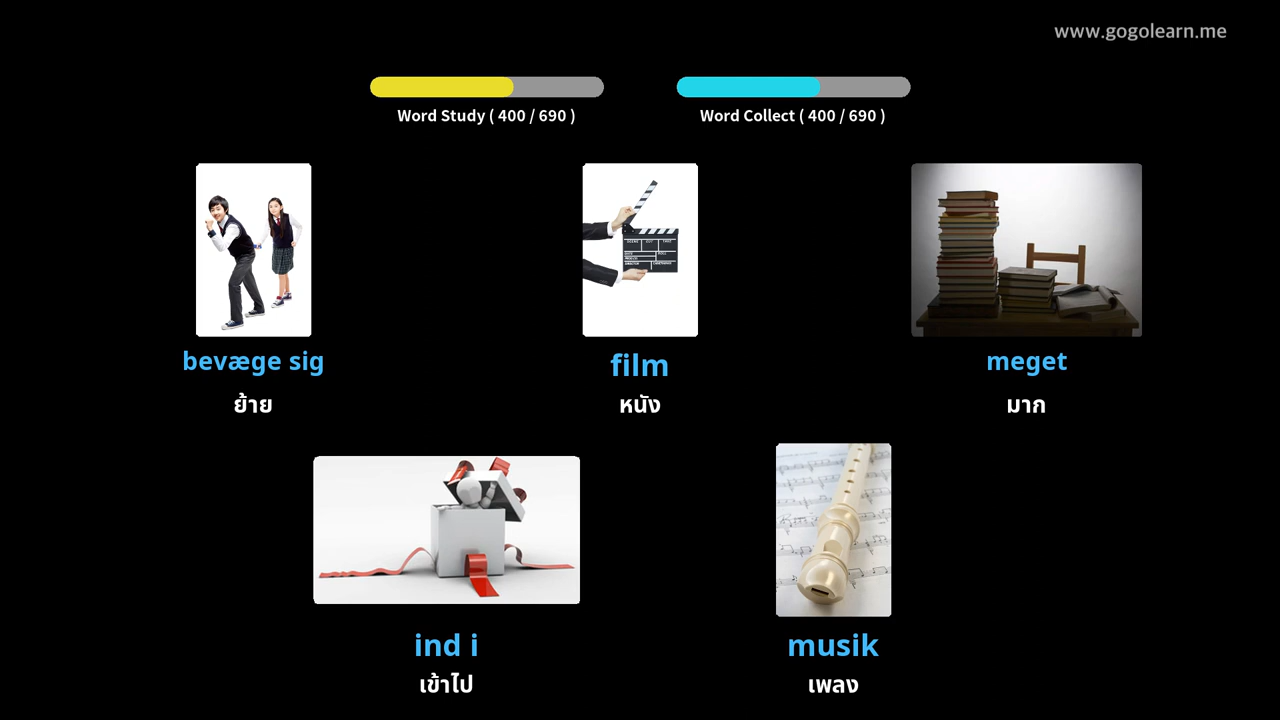 www.gogolearn.me
Word Study ( 400 / 690 )
Word Collect ( 400 / 690 )
bevæge sig
ย้าย
film
หนัง
meget
มาก
ind i
เข้าไป
musik
เพลง